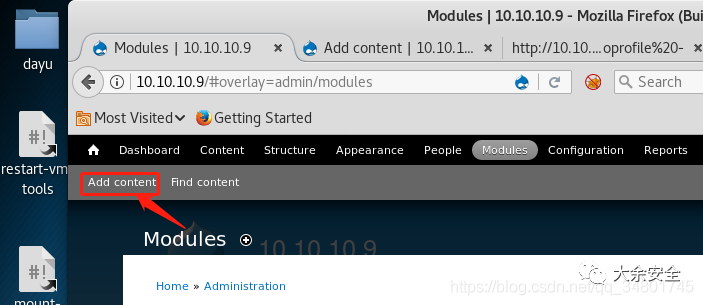 Modules | 10.10.10.9 - Mozilla Firefox (Bui
dayu
Modules | 10.10.10.9
Add content | 10.10.1...
http://10.10....oprofile%20-
10.10.10.9/#overlay=admin/modules
Search
Most Visited
Getting Started
#!
restart-vm
tools
Dashboard
Content
Structure
Appearance
People
Modules
Configuration
Reports
Add content
Find content
Modules
10.10.10.9
#!
mount-
Home » Administration
大余安全
https://blog.csdn.net/qq_34801745